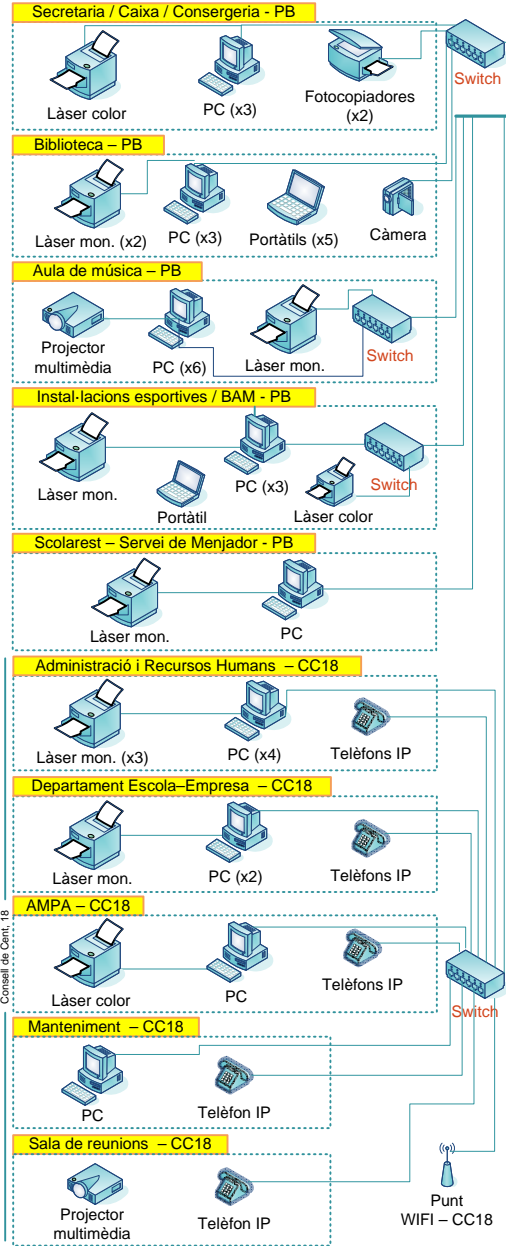 Secretaria / Caixa / Consergeria - PB
Switch
Làser color
PC (x3)
Fotocopiadores
(x2)
Biblioteca – PB
Làser mon. (x2)
PC (x3)
Portàtils (x5)
Càmera
Aula de música – PB
Projector
multimèdia
PC (x6)
Làser mon.
Switch
Instal·lacions esportives / BAM - PB
Làser mon.
Portàtil
PC (x3)
Làser color
Switch
Scolarest – Servei de Menjador - PB
Làser mon.
PC
Consell de Cent, 18
Administració i Recursos Humans – CC18
Làser mon. (x3)
PC (x4)
Telèfons IP
Departament Escola–Empresa – CC18
Làser mon.
PC (x2)
Telèfons IP
AMPA – CC18
Làser color
PC
Telèfons IP
Switch
Manteniment – CC18
PC
Telèfon IP
Sala de reunions – CC18
Projector
multimèdia
Telèfon IP
Punt
WIFI – CC18